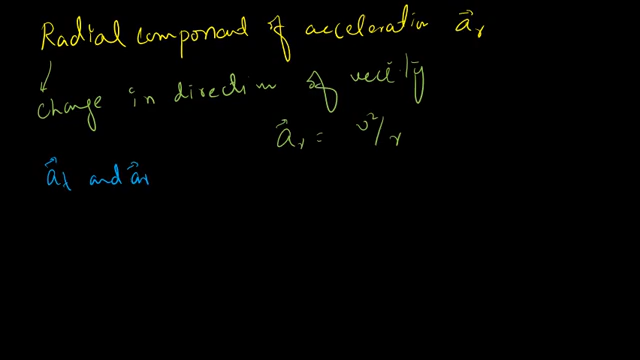 Radial component of acceleration a⃗r
change in direction of velocity
a⃗r = v²/r
a⃗t and a⃗r